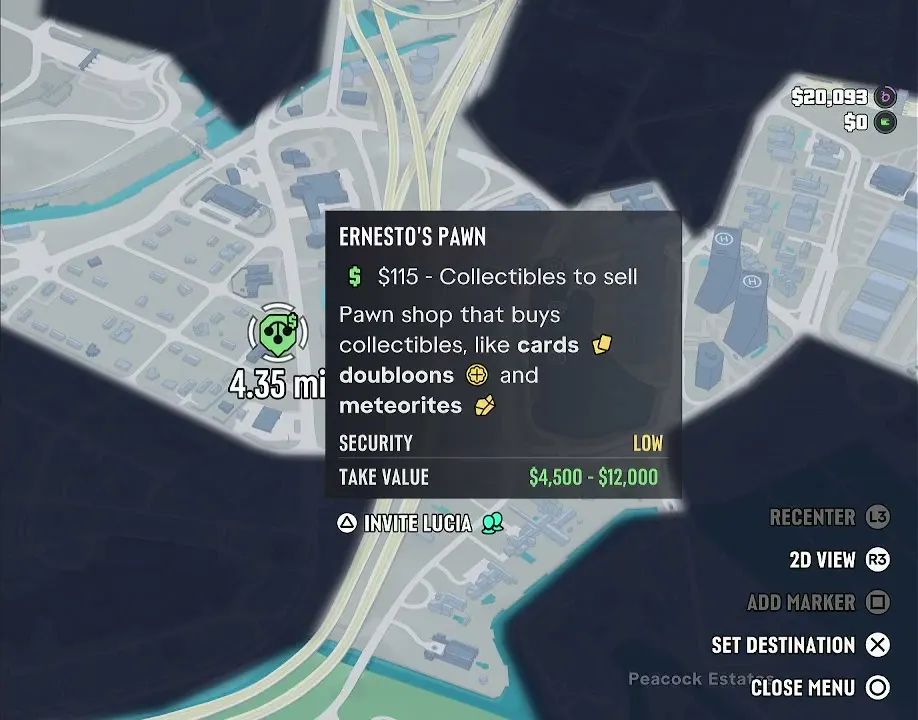 $20,093
$0
ERNESTO'S PAWN
$ $115 - Collectibles to sell
Pawn shop that buys
collectibles, like cards
doubloons and
meteorites
SECURITY LOW
TAKE VALUE $4,500 - $12,000
4.35 mi
INVITE LUCIA
H
H
RECENTER L3
2D VIEW R3
ADD MARKER
SET DESTINATION
Peacock Estates
CLOSE MENU